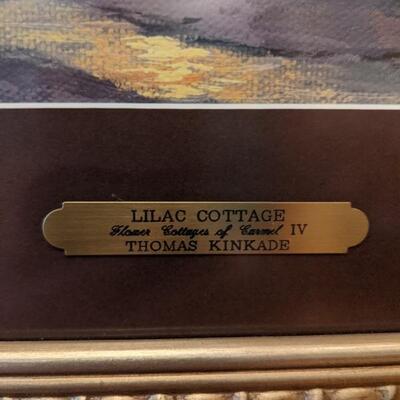 LILAC COTTAGE
Flower Cottages of Carmel IV
THOMAS KINKADE